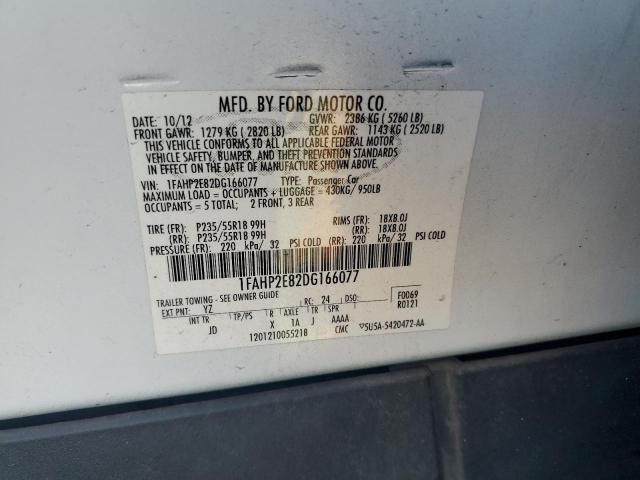 MFD. BY FORD MOTOR CO.
DATE: 10/12 GVWR: 2386 KG ( 5260 LB)
FRONT GAWR: 1279 KG ( 2820 LB) REAR GAWR: 1143 KG ( 2520 LB)
THIS VEHICLE CONFORMS TO ALL APPLICABLE FEDERAL MOTOR
VEHICLE SAFETY, BUMPER, AND THEFT PREVENTION STANDARDS
IN EFFECT ON THE DATE OF MANUFACTURE SHOWN ABOVE.
VIN: 1FAHP2E82DG166077 TYPE: Passenger Car
MAXIMUM LOAD = OCCUPANTS + LUGGAGE = 430KG/ 950LB
OCCUPANTS = 5 TOTAL; 2 FRONT, 3 REAR
TIRE (FR): P235/55R18 99H RIMS (FR): 18X8.0J
(RR): P235/55R18 99H (RR): 18X8.0J
PRESSURE (FR): 220 kPa/ 32 PSI COLD (RR): 220 kPa/ 32 PSI COLD
1FAHP2E82DG166077
TRAILER TOWING - SEE OWNER GUIDE
EXT PNT: YZ RC: 24 DSO: F0069
INT TR TP/PS R AXLE TR SPR R0121
JD X 1A J AAAA
1201210055218 CMC ▽5U5A-5420472-AA